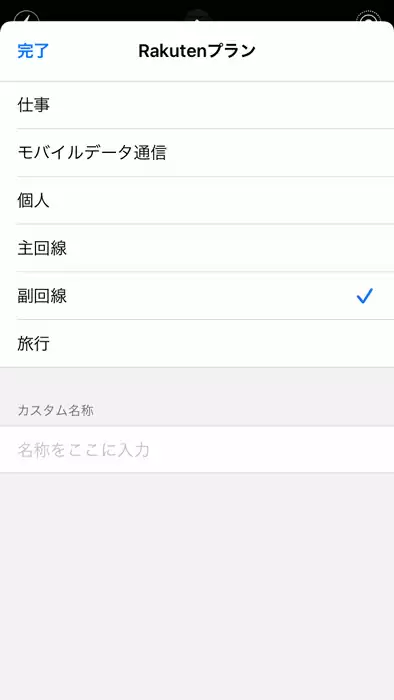 完了
Rakutenプラン
仕事
モバイルデータ通信
個人
主回線
副回線
旅行
カスタム名称
名称をここに入力